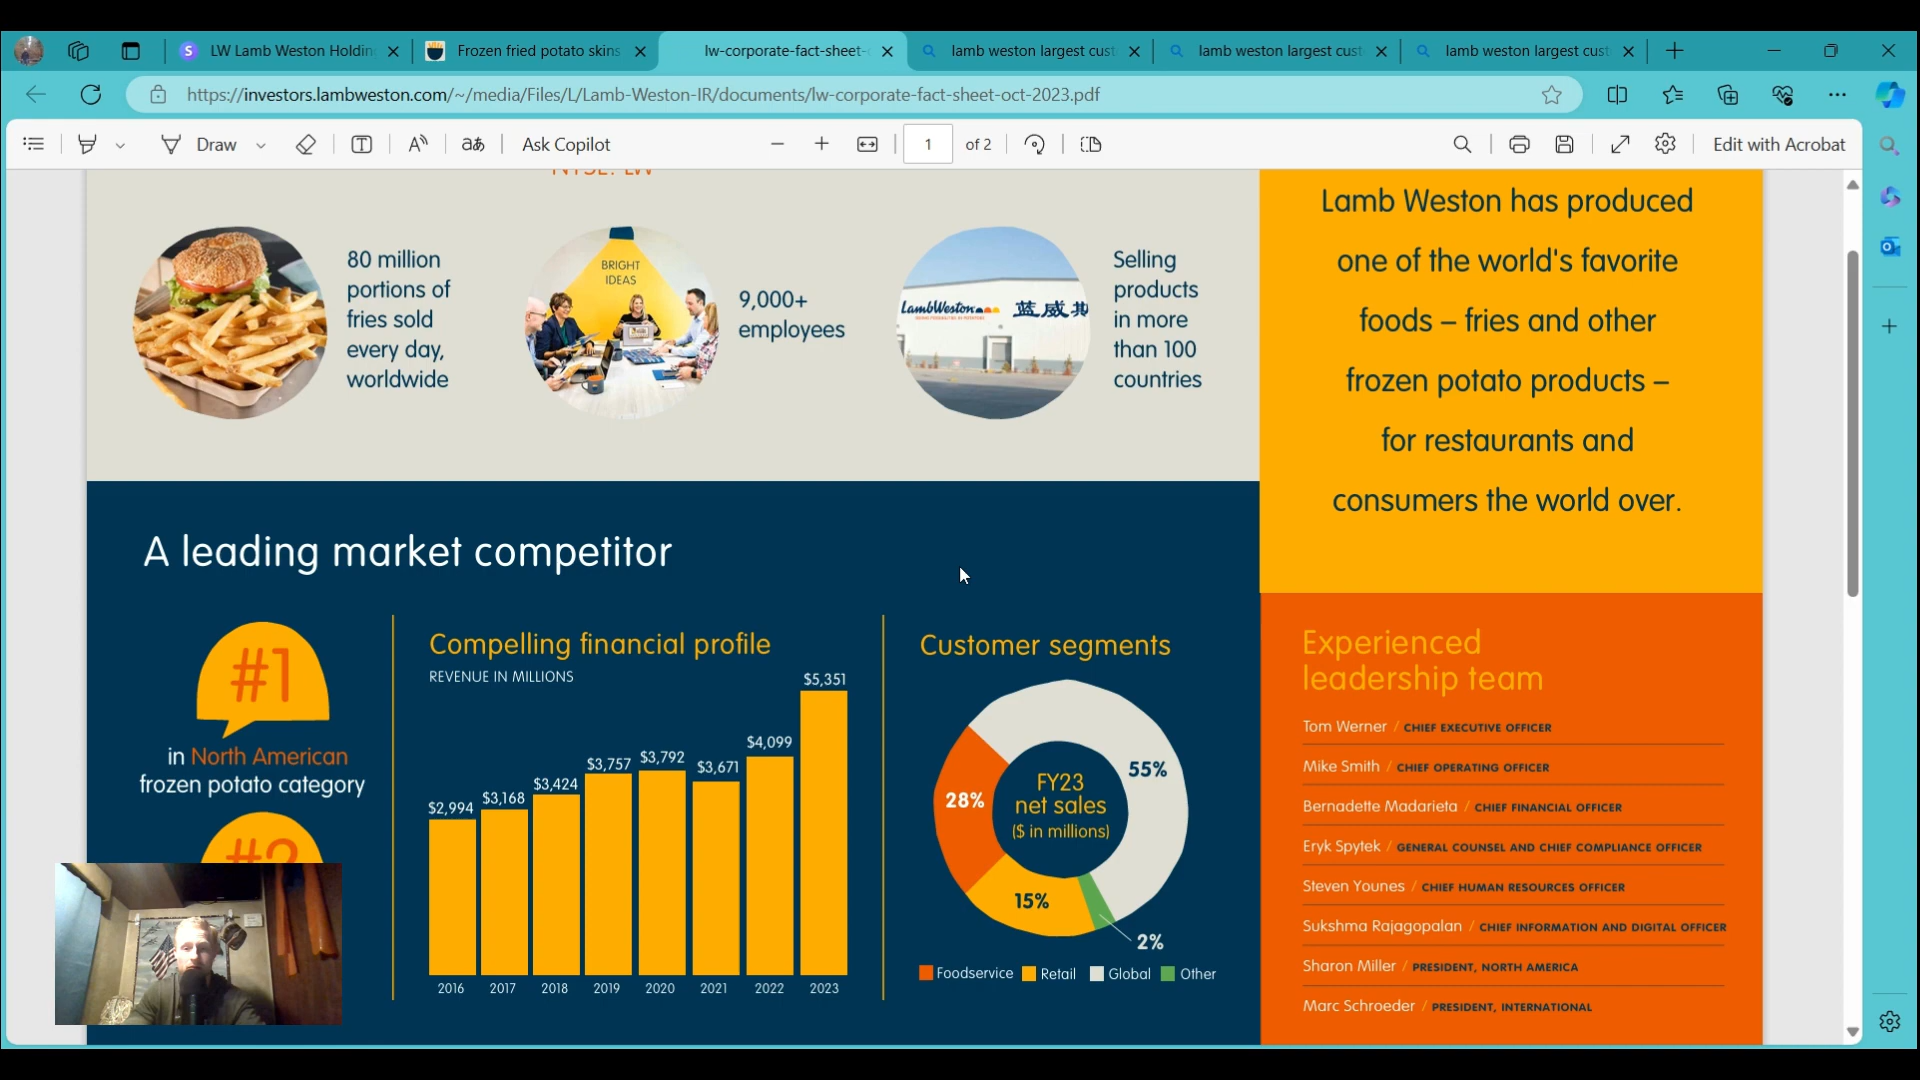 LW Lamb Weston Holdin
Frozen fried potato skins
lw-corporate-fact-sheet-
lamb weston largest cust
lamb weston largest cust
lamb weston largest cust
https://investors.lambweston.com/~/media/Files/L/Lamb-Weston-IR/documents/lw-corporate-fact-sheet-oct-2023.pdf
Draw
Ask Copilot
1
of 2
Edit with Acrobat
NYSE: LW
80 million
portions of
fries sold
every day,
worldwide
BRIGHT
IDEAS
9,000+
employees
LambWeston
Selling
products
in more
than 100
countries
Lamb Weston has produced
one of the world's favorite
foods – fries and other
frozen potato products –
for restaurants and
consumers the world over.
A leading market competitor
#1
in North American
frozen potato category
#2
Compelling financial profile
REVENUE IN MILLIONS
$2,994
$3,168
$3,424
$3,757
$3,792
$3,671
$4,099
$5,351
2016
2017
2018
2019
2020
2021
2022
2023
Customer segments
55%
28%
15%
2%
FY23
net sales
($ in millions)
Foodservice
Retail
Global
Other
Experienced
leadership team
Tom Werner / CHIEF EXECUTIVE OFFICER
Mike Smith / CHIEF OPERATING OFFICER
Bernadette Madarieta / CHIEF FINANCIAL OFFICER
Eryk Spytek / GENERAL COUNSEL AND CHIEF COMPLIANCE OFFICER
Steven Younes / CHIEF HUMAN RESOURCES OFFICER
Sukshma Rajagopalan / CHIEF INFORMATION AND DIGITAL OFFICER
Sharon Miller / PRESIDENT, NORTH AMERICA
Marc Schroeder / PRESIDENT, INTERNATIONAL